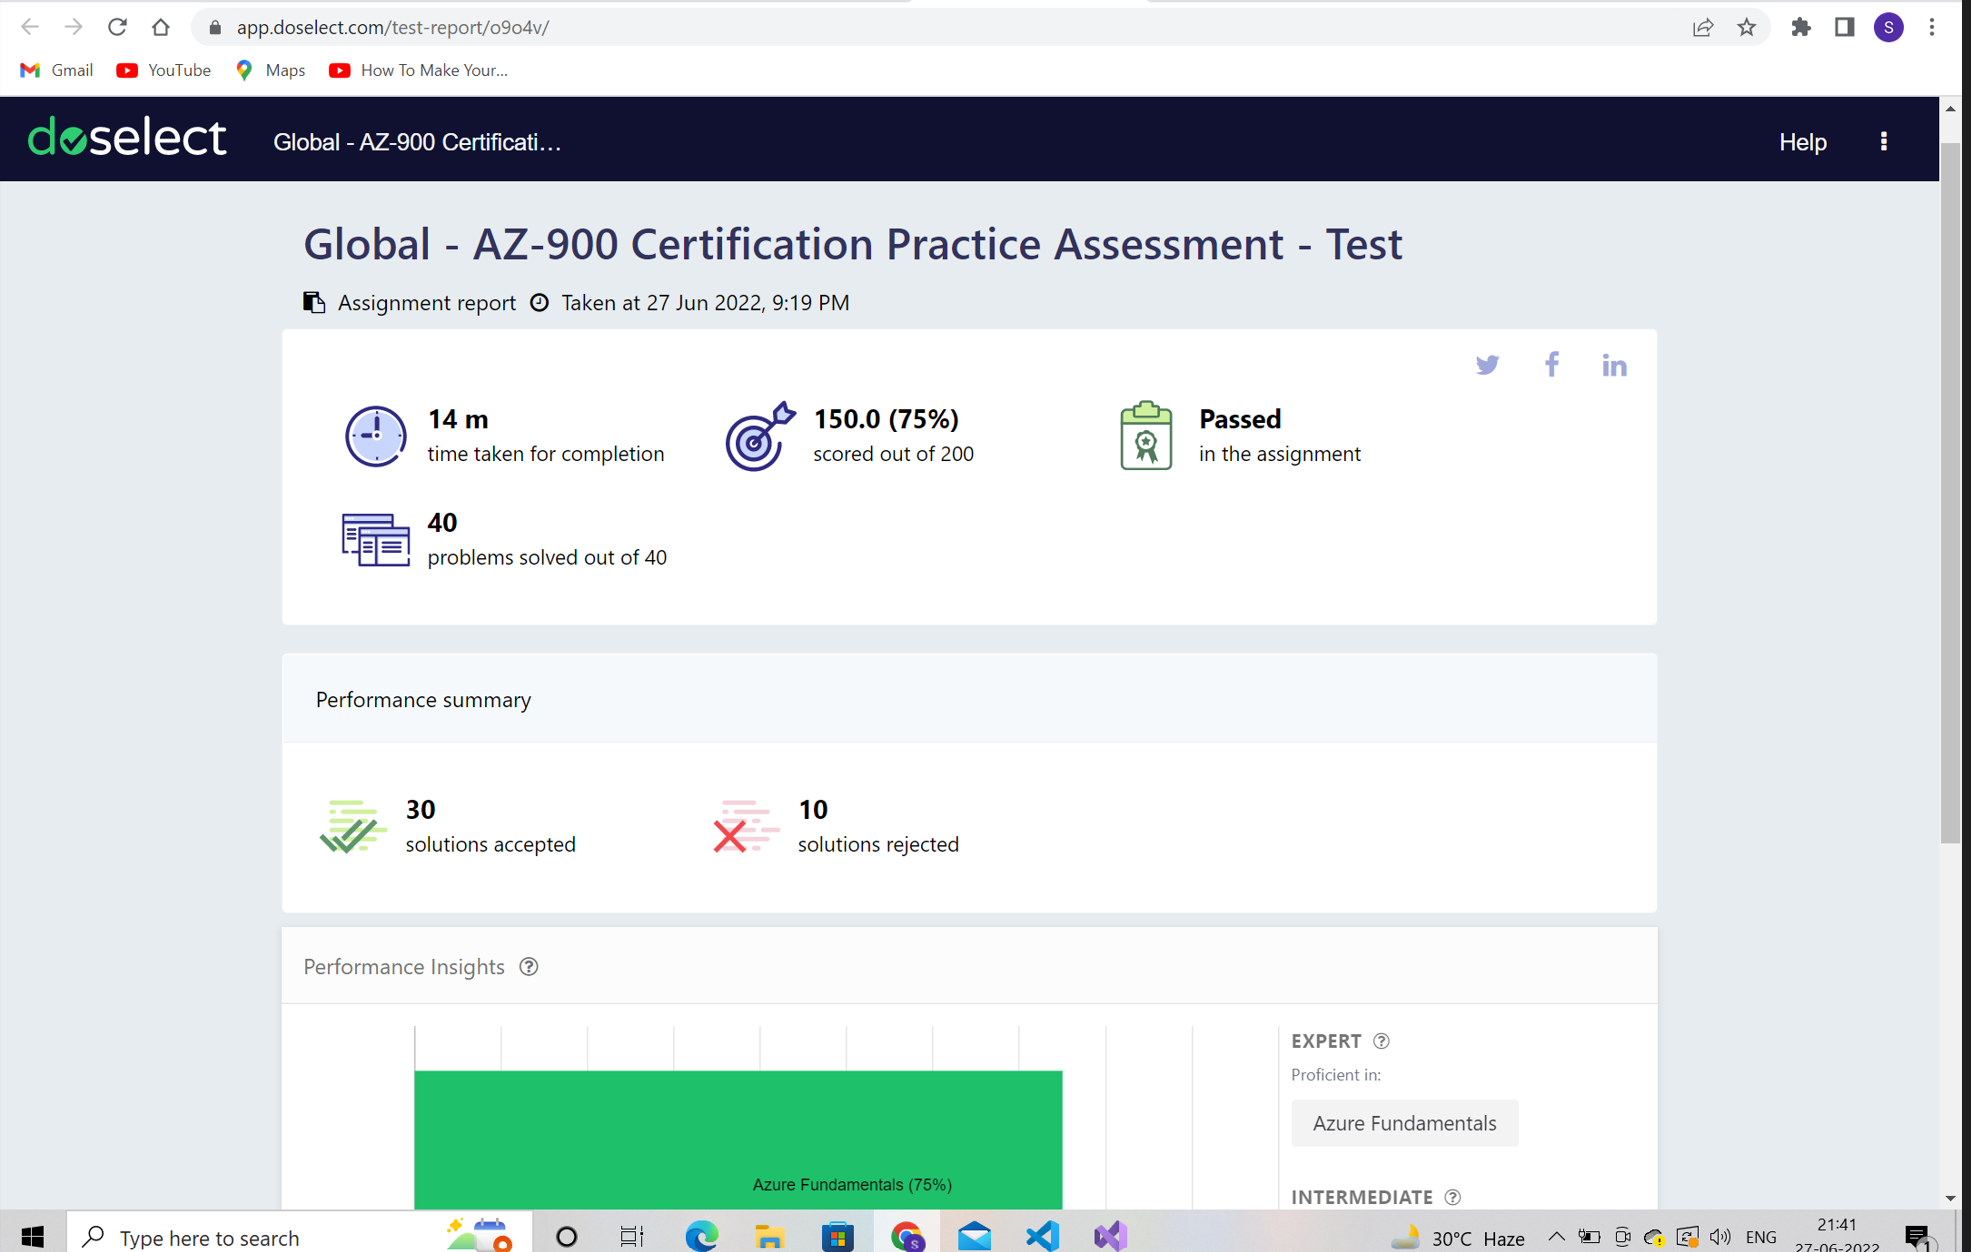 app.doselect.com/test-report/o9o4v/
S
Gmail YouTube Maps How To Make Your...
doselect Global - AZ-900 Certificati... Help
Global - AZ-900 Certification Practice Assessment - Test
Assignment report Taken at 27 Jun 2022, 9:19 PM
14 m
time taken for completion
150.0 (75%)
scored out of 200
Passed
in the assignment
40
problems solved out of 40
Performance summary
30
solutions accepted
10
solutions rejected
Performance Insights
Azure Fundamentals (75%)
EXPERT
Proficient in:
Azure Fundamentals
INTERMEDIATE
Type here to search
30°C Haze
ENG
21:41
27-06-2022
1